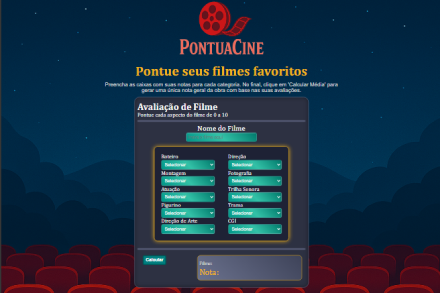 PONTUACINE
Pontue seus filmes favoritos
Preencha as caixas com suas notas para cada categoria. No final, clique em 'Calcular Média' para
gerar uma única nota geral da obra com base nas suas avaliações.
Avaliação de Filme
Pontue cada aspecto do filme de 0 a 10
Nome do Filme
Roteiro Direção
Selecionar Selecionar
Montagem Fotografia
Selecionar Selecionar
Atuação Trilha Sonora
Selecionar Selecionar
Figurino Trama
Selecionar Selecionar
Direção de Arte CGI
Selecionar Selecionar
Calcular
Filme:
Nota: